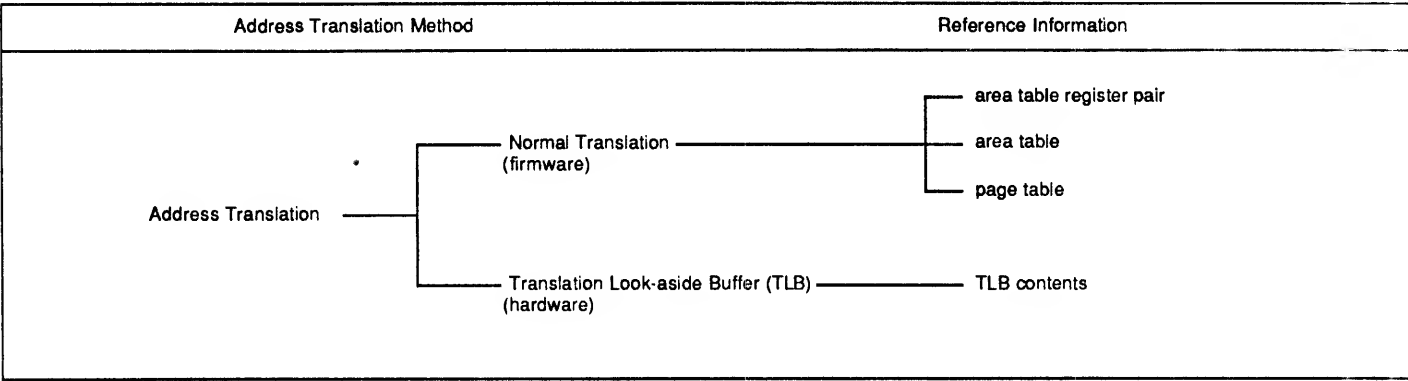 Address Translation Method
Reference Information
area table register pair
Normal Translation
(firmware)
area table
page table
Address Translation
Translation Look-aside Buffer (TLB)
(hardware)
TLB contents